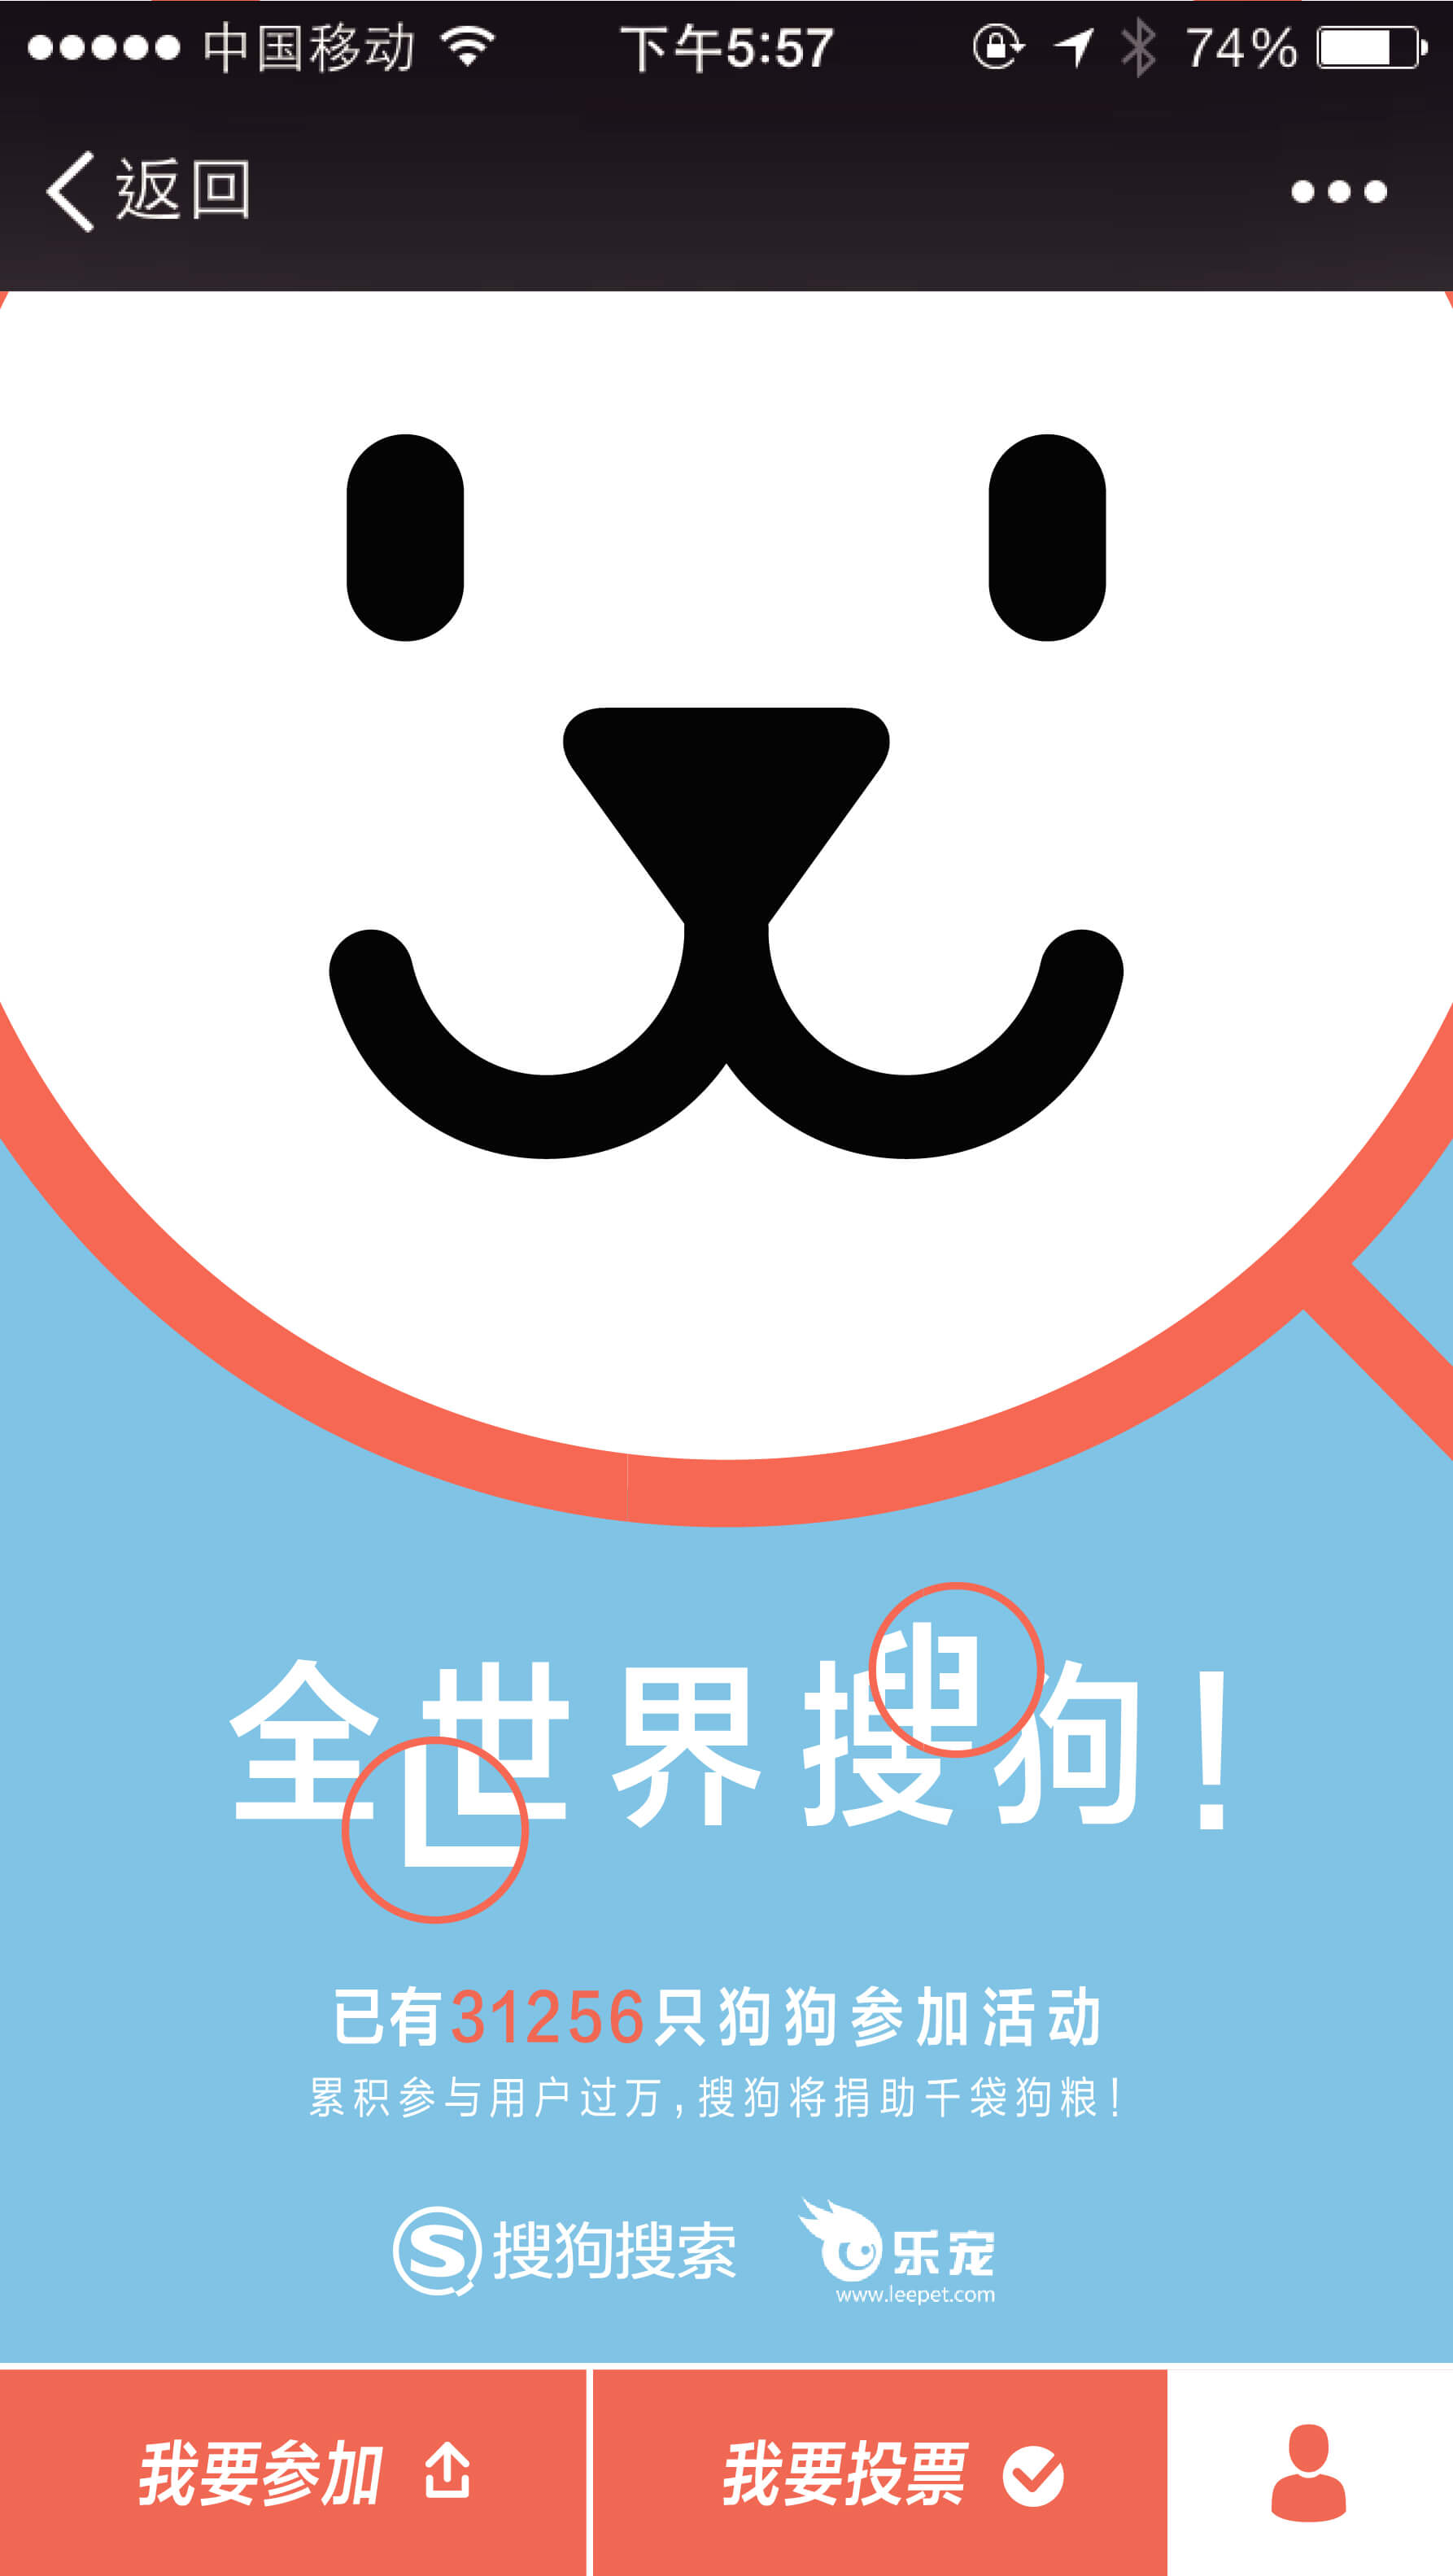 中国移动 下午5:57 74%
返回
全世界搜狗!
已有31256只狗狗参加活动
累积参与用户过万,搜狗将捐助千袋狗粮!
S搜狗搜索 乐宠
www.leepet.com
我要参加 我要投票